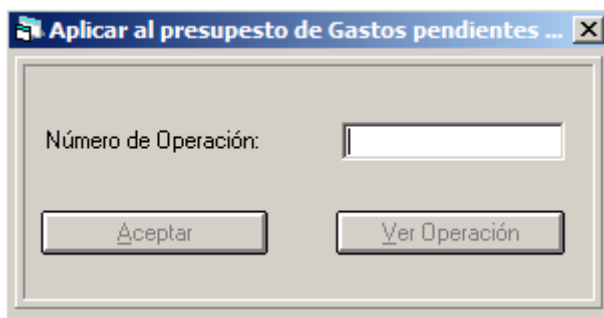 Aplicar al presupesto de Gastos pendientes ...
Número de Operación:
Aceptar
Ver Operación